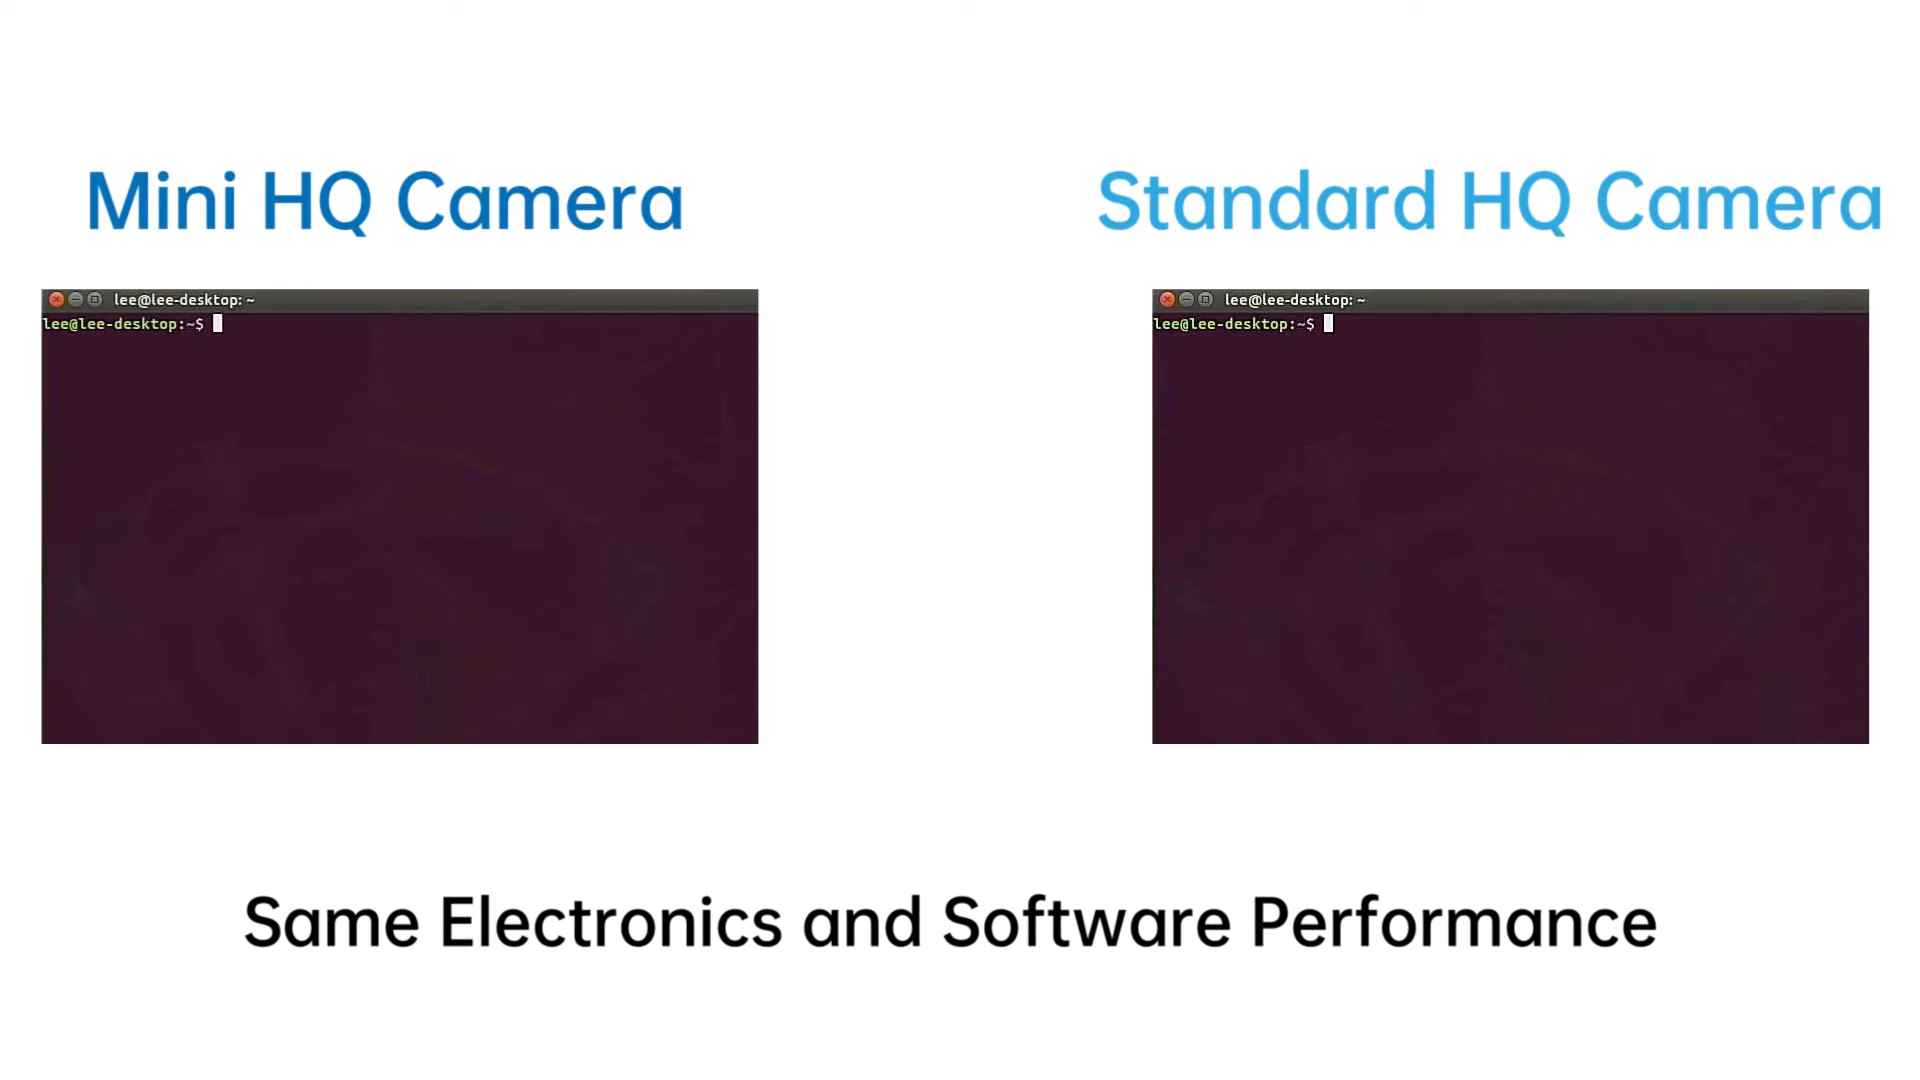 Mini HQ Camera
Standard HQ Camera
lee@lee-desktop: ~
lee@lee-desktop:~$
lee@lee-desktop: ~
lee@lee-desktop:~$
Same Electronics and Software Performance